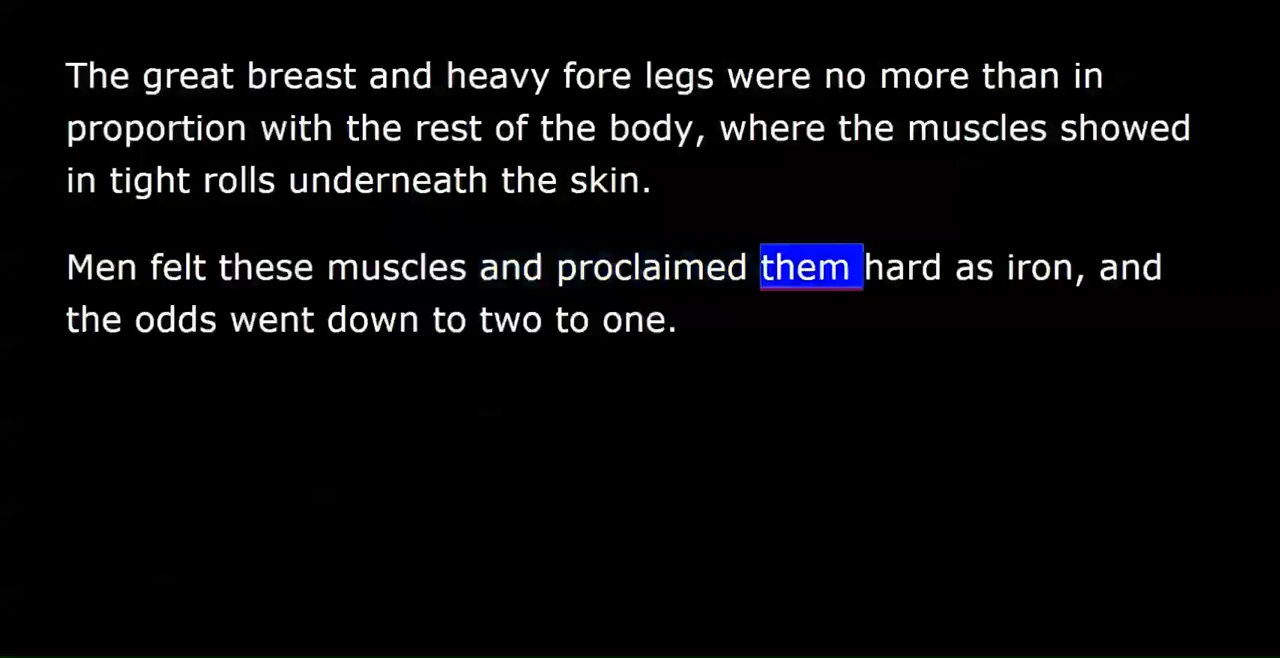 The great breast and heavy fore legs were no more than in
proportion with the rest of the body, where the muscles showed
in tight rolls underneath the skin.
Men felt these muscles and proclaimed them hard as iron, and
the odds went down to two to one.